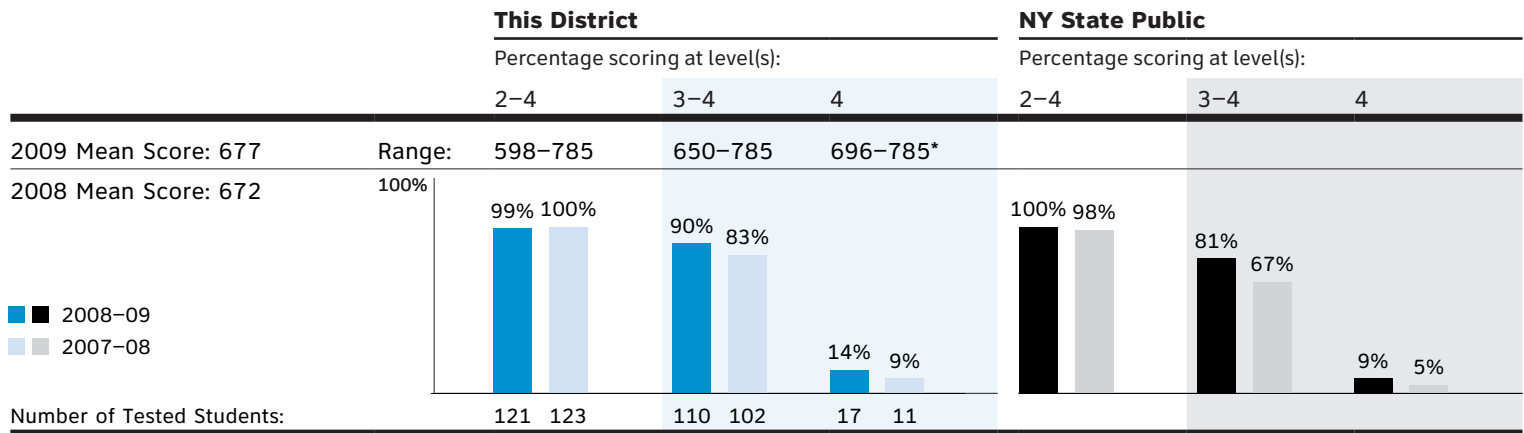 This District NY State Public
Percentage scoring at level(s): Percentage scoring at level(s):
2–4 3–4 4 2–4 3–4 4
2009 Mean Score: 677 Range: 598–785 650–785 696–785*
2008 Mean Score: 672 100%
99% 100% 90% 83% 14% 9% 100% 98% 81% 67% 9% 5%
2008–09
2007–08
Number of Tested Students: 121 123 110 102 17 11